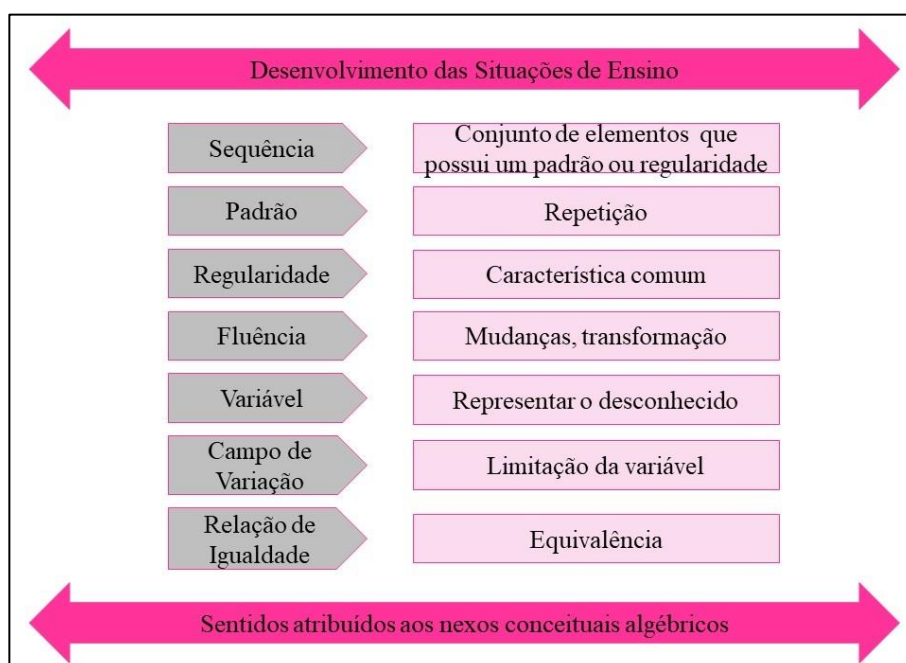 Desenvolvimento das Situações de Ensino
Sequência
Conjunto de elementos que
possui um padrão ou regularidade
Padrão
Repetição
Regularidade
Característica comum
Fluência
Mudanças, transformação
Variável
Representar o desconhecido
Campo de
Variação
Limitação da variável
Relação de
Igualdade
Equivalência
Sentidos atribuídos aos nexos conceituais algébricos